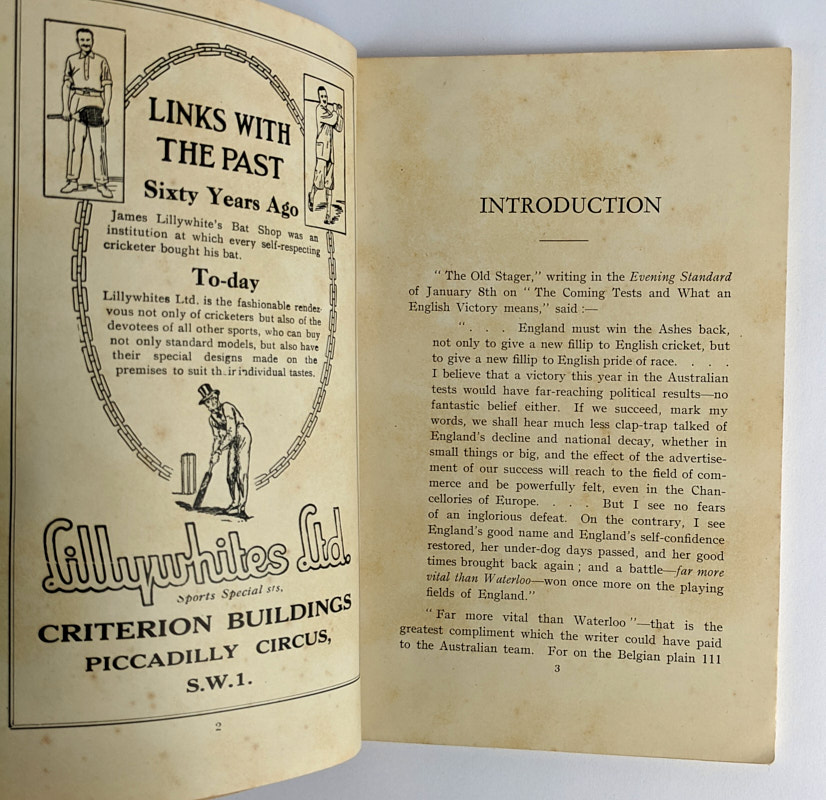 LINKS WITH
THE PAST
Sixty Years Ago
James Lillywhite's Bat Shop was an
institution at which every self-respecting
cricketer bought his bat.
To-day
Lillywhites Ltd. is the fashionable rendez
vous not only of cricketers but also of the
devotees of all other sports, who can buy
not only standard models, but also have
their special designs made on the
premises to suit th.ir individual tastes.
Lillywhites Ltd.
Sports Special sts,
CRITERION BUILDINGS
PICCADILLY CIRCUS,
S.W.1.
2
INTRODUCTION
" The Old Stager," writing in the Evening Standard
of January 8th on " The Coming Tests and What an
English Victory means," said :—
" . . . England must win the Ashes back,
not only to give a new fillip to English cricket, but
to give a new fillip to English pride of race. . . .
I believe that a victory this year in the Australian
tests would have far-reaching political results—no
fantastic belief either. If we succeed, mark my
words, we shall hear much less clap-trap talked of
England's decline and national decay, whether in
small things or big, and the effect of the advertise-
ment of our success will reach to the field of com-
merce and be powerfully felt, even in the Chan-
cellories of Europe. . . . But I see no fears
of an inglorious defeat. On the contrary, I see
England's good name and England's self-confidence
restored, her under-dog days passed, and her good
times brought back again ; and a battle—far more
vital than Waterloo—won once more on the playing
fields of England."
" Far more vital than Waterloo "—that is the
greatest compliment which the writer could have paid
to the Australian team. For on the Belgian plain 111
3